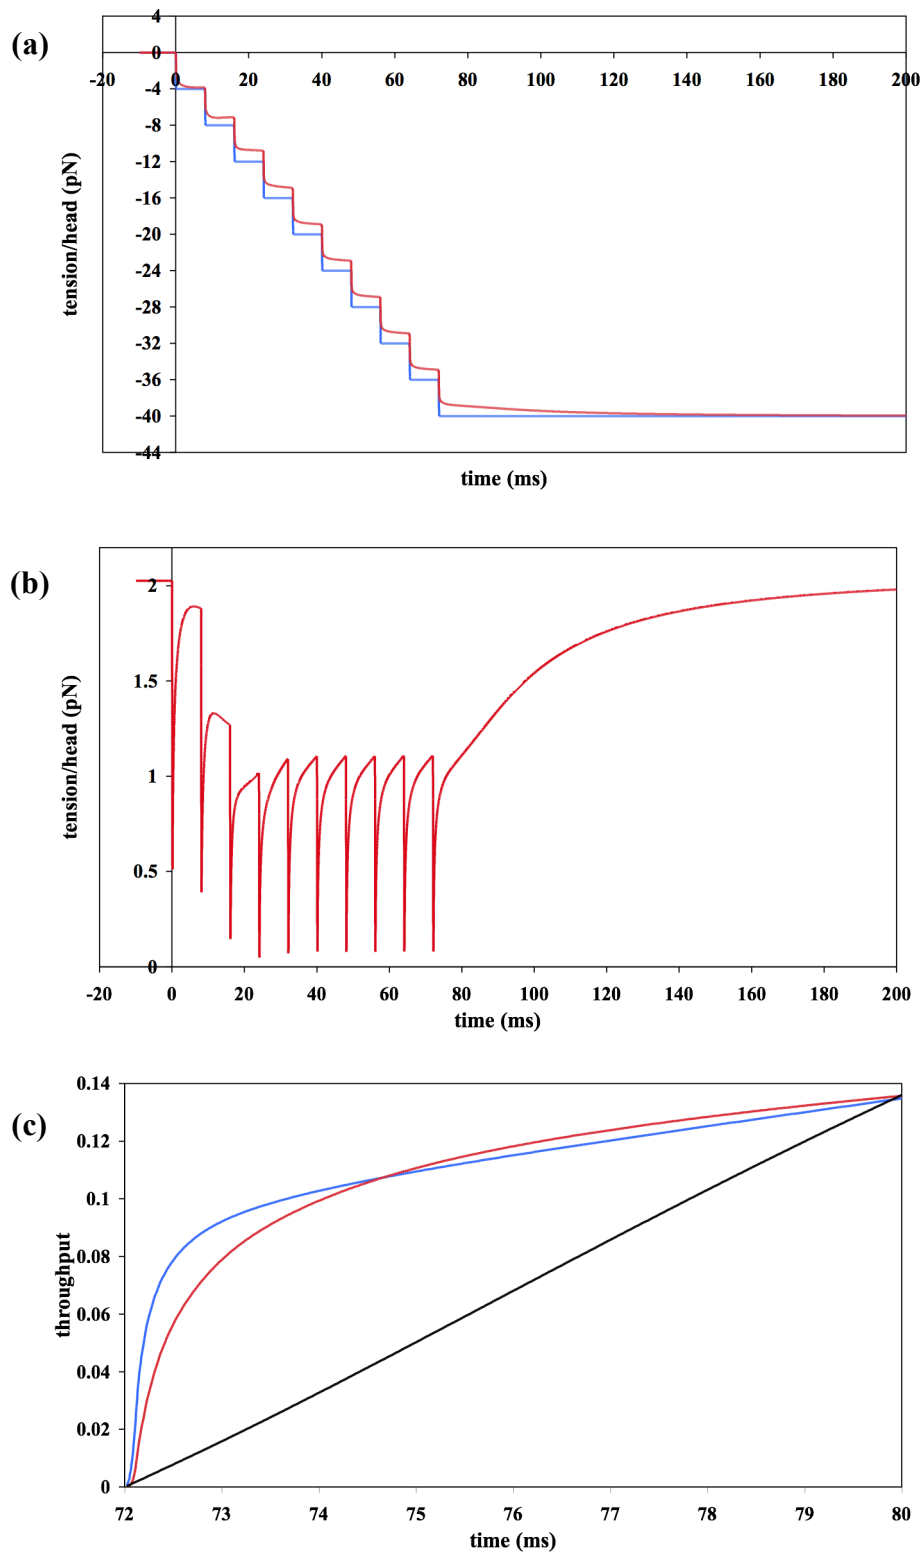 (a)
4
0
-20 0 20 40 60 80 100 120 140 160 180 200
-4
-8
-12
-16
-20
-24
-28
-32
-36
-40
-44
tension/head (pN)
time (ms)
(b)
2
1.5
1
0.5
0
tension/head (pN)
-20 0 20 40 60 80 100 120 140 160 180 200
time (ms)
(c)
0.14
0.12
0.1
0.08
0.06
0.04
0.02
0
throughput
72 73 74 75 76 77 78 79 80
time (ms)